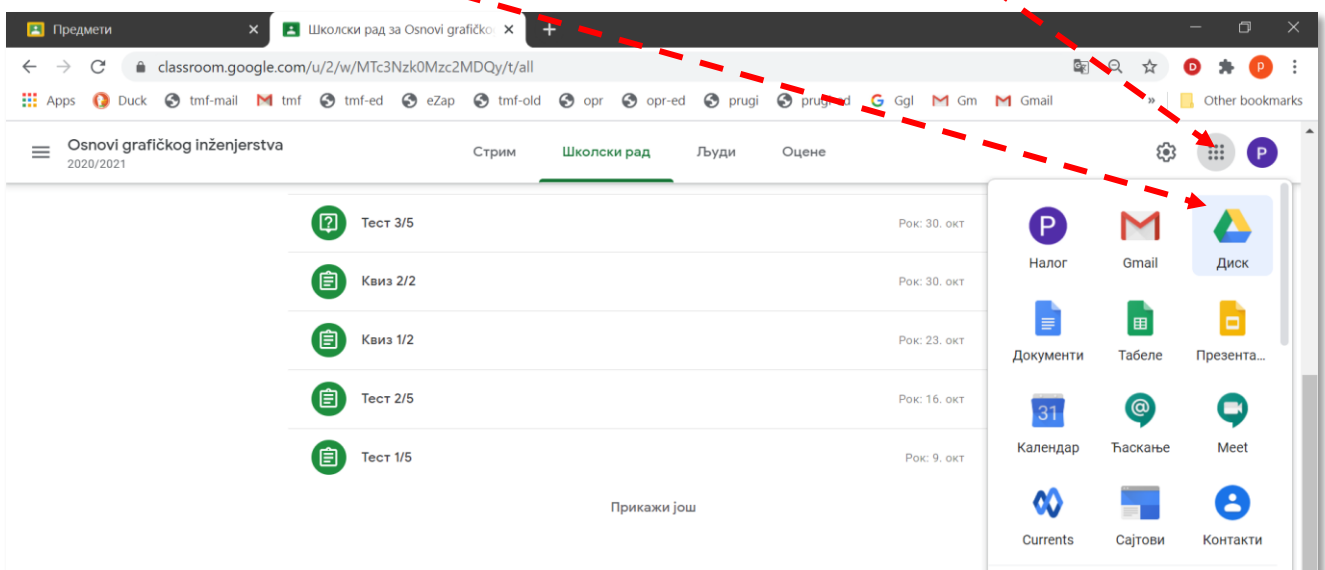 Предмети
Школски рад за Osnovi grafičko
classroom.google.com/u/2/w/MTc3Nzk0Mzc2MDQy/t/all
Apps Duck tmf-mail tmf tmf-ed eZap tmf-old opr opr-ed prugi Ggl Gm Gmail » Other bookmarks
Osnovi grafičkog inženjerstva
2020/2021
Стрим Школски рад Људи Оцене
P
Тест 3/5 Рок: 30. окт
Квиз 2/2 Рок: 30. окт
Квиз 1/2 Рок: 23. окт
Тест 2/5 Рок: 16. окт
Тест 1/5 Рок: 9. окт
Прикажи још
P
Налог Gmail Диск
Документи Табеле Презента...
31
Календар Ћаскање Meet
Currents Сајтови Контакти